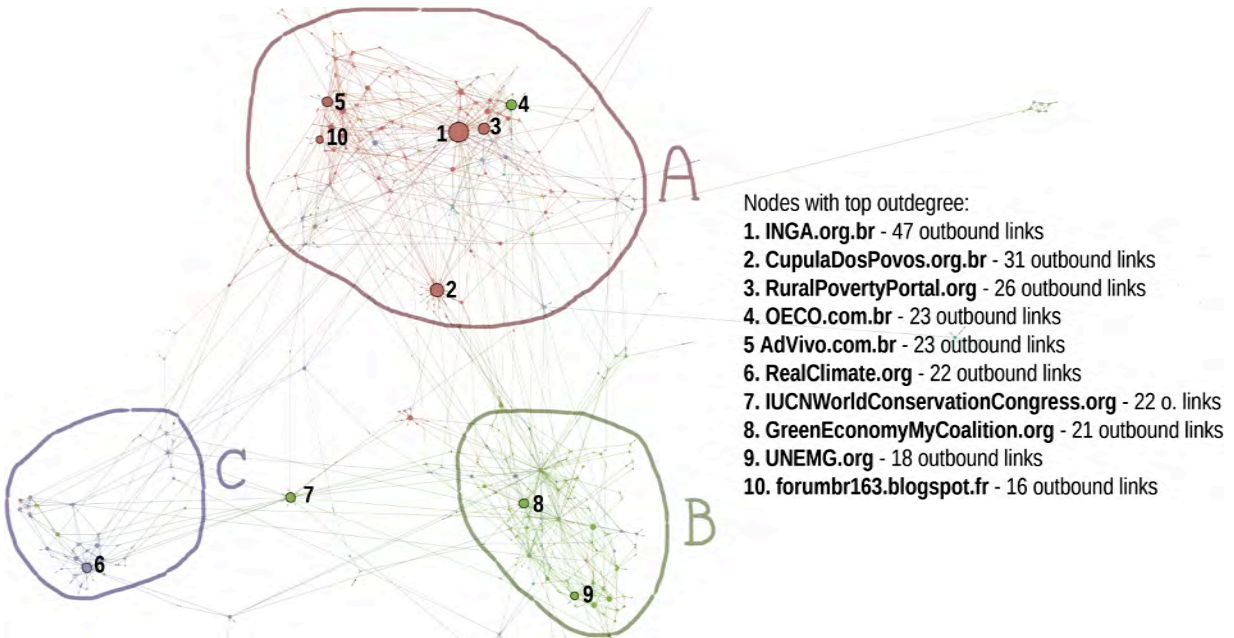 5
4
10
1
3
A
Nodes with top outdegree:
1. INGA.org.br - 47 outbound links
2. CupulaDosPovos.org.br - 31 outbound links
3. RuralPovertyPortal.org - 26 outbound links
4. OECO.com.br - 23 outbound links
5 AdVivo.com.br - 23 outbound links
6. RealClimate.org - 22 outbound links
7. IUCNWorldConservationCongress.org - 22 o. links
8. GreenEconomyMyCoalition.org - 21 outbound links
9. UNEMG.org - 18 outbound links
10. forumbr163.blogspot.fr - 16 outbound links
2
C
7
8
B
6
9